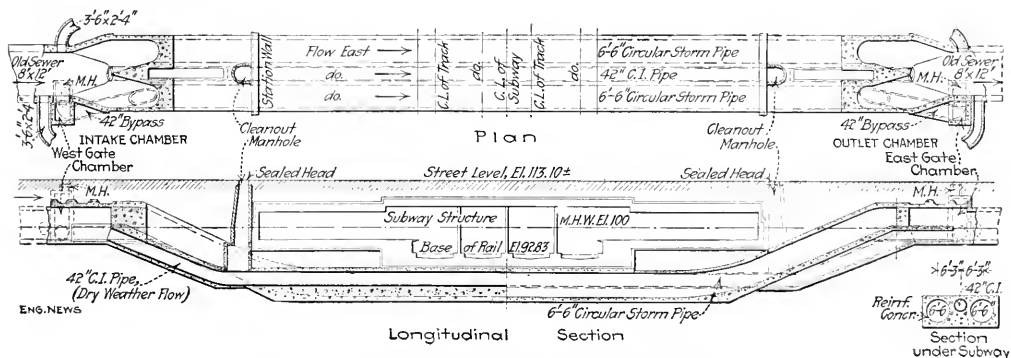 3'-6"x2'-4"
Old Sewer
8'x12'
M.H.
3'-6"x2'-4"
42" Bypass
INTAKE CHAMBER
West Gate
Chamber
Station Wall
Cleanout
Manhole
Flow East
do.
do.
C.L. of Track
do.
C.L. of
Subway
C.L. of Track
do.
6'-6" Circular Storm Pipe
42" C.I. Pipe
6'-6" Circular Storm Pipe
Plan
Cleanout
Manhole
Old Sewer
8'x12'
M.H.
42" Bypass
OUTLET CHAMBER
East Gate
Chamber
M.H.
Sealed Head
Street Level, El. 113.10±
Sealed Head
M.H.
Subway Structure
M.H.W. El. 100
Base of Rail El. 92.83
42" C.I. Pipe,
(Dry Weather Flow)
6'-6" Circular Storm Pipe
ENG. NEWS
Longitudinal Section
6'-3" 6'-3"
42" C.I.
Reinf.
Concr.
6'-6" 6'-6"
Section
under Subway